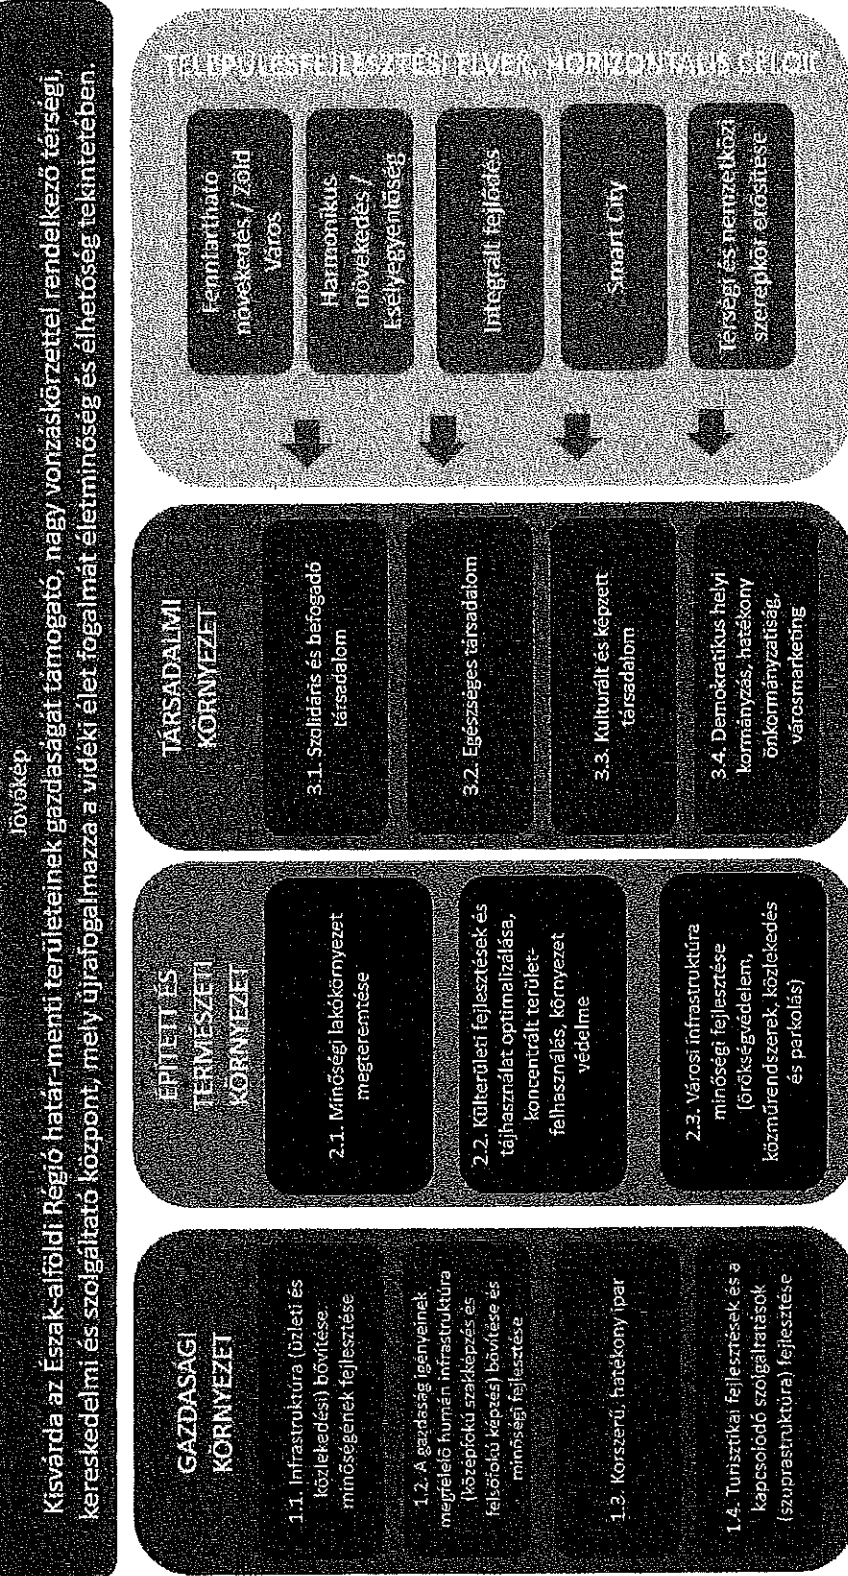 Jövőkép
Kisvárda az Észak-alföldi Régió határ-menti területeinek gazdaságát támogató, nagy vonzáskörzettel rendelkező térségi,
kereskedelmi és szolgáltató központ, mely újrafogalmazza a vidéki élet fogalmát életminőség és élhetőség tekintetében.
GAZDASÁGI
KÖRNYEZET
1.1. Infrastruktúra (üzleti és
közlekedési) bővítése,
minőségének fejlesztése
1.2. A gazdaság igényeinek
megfelelő humán infrastruktúra
(középfokú szakképzés és
felsőfokú képzés) bővítése és
minőségi fejlesztése
1.3. Korszerű, hatékony ipar
1.4. Turisztikai fejlesztések és a
kapcsolódó szolgáltatások
(szuprastruktúra) fejlesztése
ÉPÍTETT ÉS
TERMÉSZETI
KÖRNYEZET
2.1. Minőségi lakókörnyezet
megteremtése
2.2. Külterületi fejlesztések és
tájhasználat optimalizálása,
koncentrált terület-
felhasználás, környezet
védelme
2.3. Városi infrastruktúra
minőségi fejlesztése
(örökségvédelem,
közműrendszerek, közlekedés
és parkolás)
TÁRSADALMI
KÖRNYEZET
3.1. Szolidáris és befogadó
társadalom
3.2. Egészséges társadalom
3.3. Kulturált és képzett
társadalom
3.4. Demokratikus helyi
kormányzás, hatékony
önkormányzatiság,
városmarketing
TELEPÜLÉSFEJLESZTÉSI ELVEK, HORIZONTÁLIS CÉLOK
Fenntartható
növekedés / Zöld
Város
Harmonikus
növekedés /
Esélyegyenlőség
Integrált fejlődés
Smart City
Térségi és nemzetközi
szerepkör erősítése